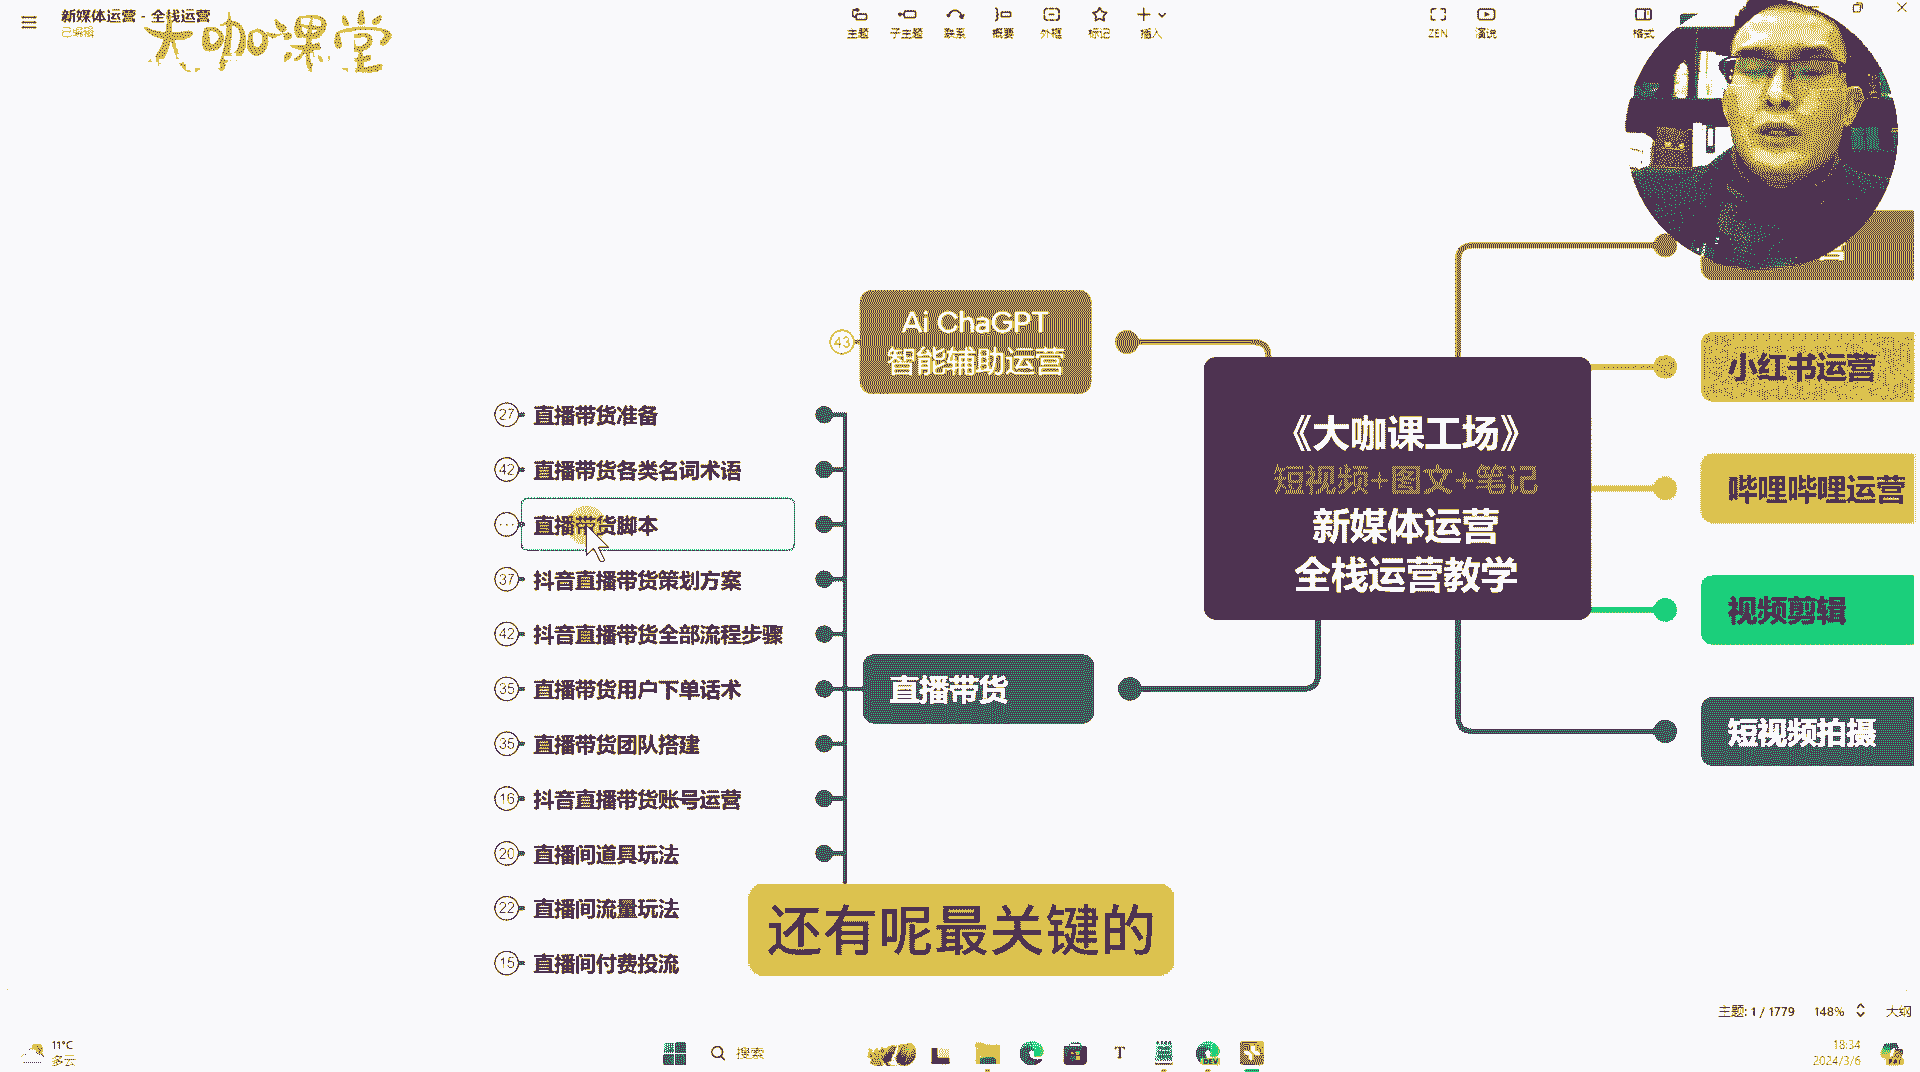 新媒体运营 - 全栈运营
已编辑
大咖课堂
主题
子主题
联系
概要
外框
标记
插入
ZEN
演说
格式
43
Ai ChaGPT
智能辅助运营
27 直播带货准备
42 直播带货各类名词术语
直播带货脚本
37 抖音直播带货策划方案
42 抖音直播带货全部流程步骤
35 直播带货用户下单话术
35 直播带货团队搭建
16 抖音直播带货账号运营
20 直播间道具玩法
22 直播间流量玩法
15 直播间付费投流
直播带货
《大咖课工场》
短视频+图文+笔记
新媒体运营
全栈运营教学
小红书运营
哔哩哔哩运营
视频剪辑
短视频拍摄
还有呢最关键的
主题: 1 / 1779
148%
大纲
11°C
多云
搜索
18:34
2024/3/6